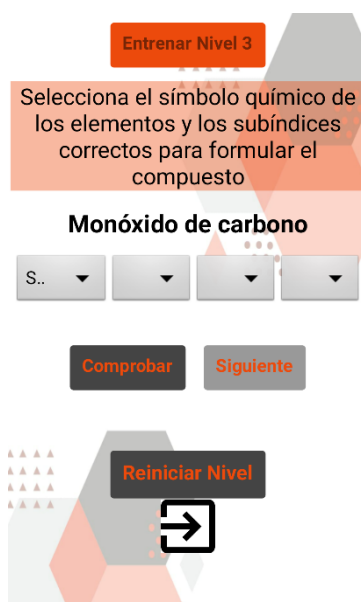 Entrenar Nivel 3
Selecciona el símbolo químico de
los elementos y los subíndices
correctos para formular el
compuesto
Monóxido de carbono
S..
Comprobar
Siguiente
Reiniciar Nivel